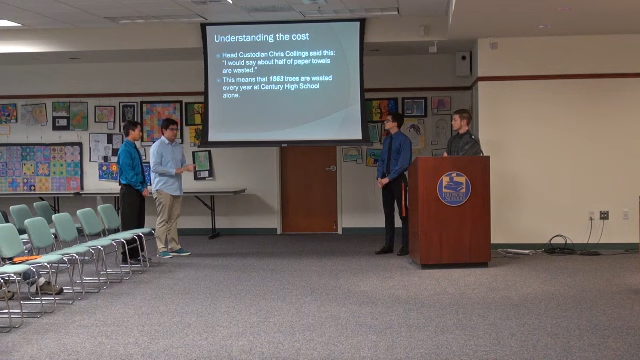 Understanding the cost
Head Custodian Chris Collings said this:
"I would say about half of paper towels
are wasted."
This means that 1663 trees are wasted
every year at Century High School
alone.